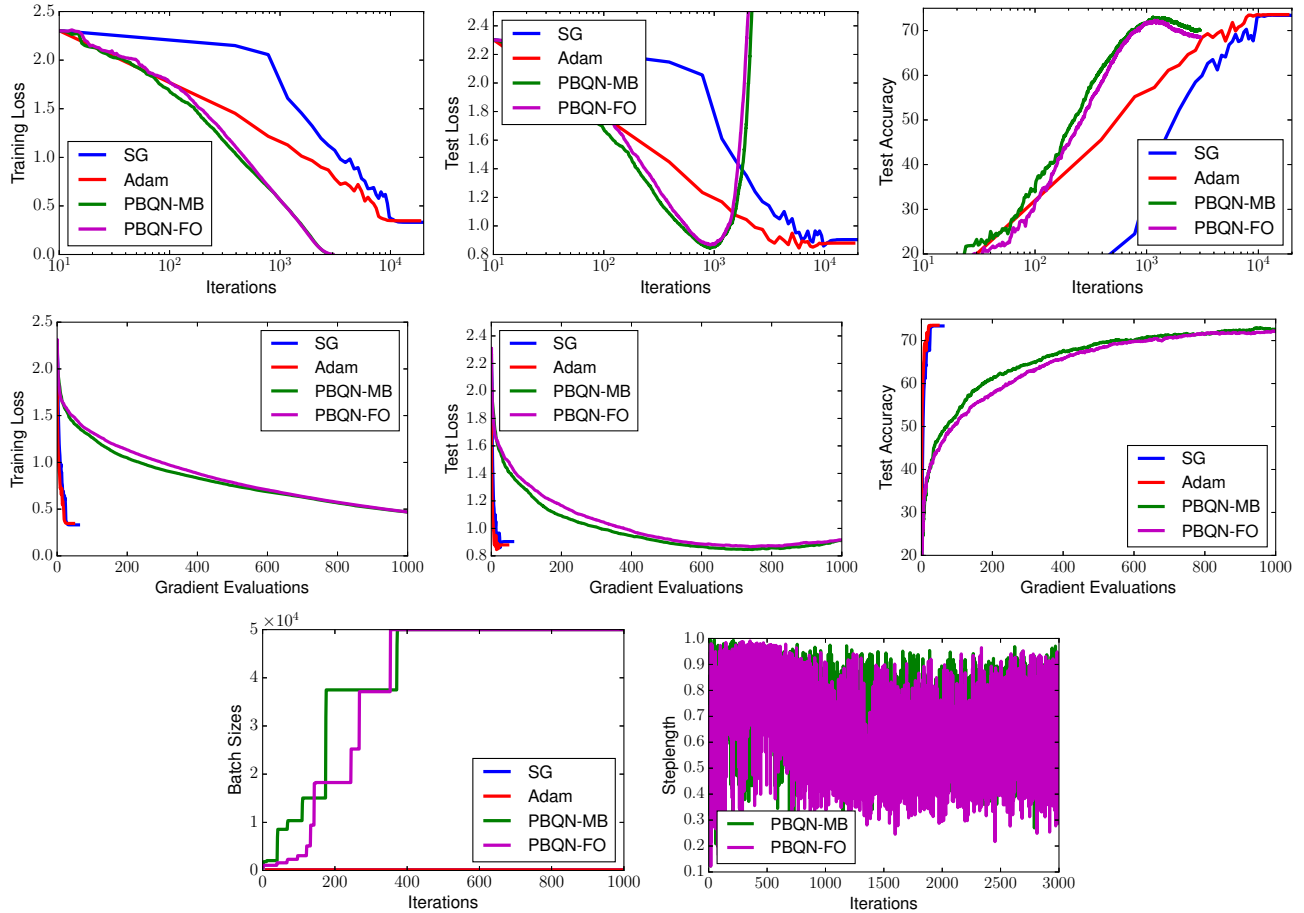 2.5
2.0
1.5
1.0
0.5
0.0
Training Loss
SG
Adam
PBQN-MB
PBQN-FO
10^1
10^2
10^3
10^4
Iterations
2.4
2.2
2.0
1.8
1.6
1.4
1.2
1.0
0.8
Test Loss
SG
Adam
PBQN-MB
PBQN-FO
10^1
10^2
10^3
10^4
Iterations
70
60
50
40
30
20
Test Accuracy
SG
Adam
PBQN-MB
PBQN-FO
10^1
10^2
10^3
10^4
Iterations
2.5
2.0
1.5
1.0
0.5
0.0
Training Loss
SG
Adam
PBQN-MB
PBQN-FO
0 200 400 600 800 1000
Gradient Evaluations
2.4
2.2
2.0
1.8
1.6
1.4
1.2
1.0
0.8
Test Loss
SG
Adam
PBQN-MB
PBQN-FO
0 200 400 600 800 1000
Gradient Evaluations
70
60
50
40
30
20
Test Accuracy
SG
Adam
PBQN-MB
PBQN-FO
0 200 400 600 800 1000
Gradient Evaluations
×10^4
5
4
3
2
1
0
Batch Sizes
SG
Adam
PBQN-MB
PBQN-FO
0 200 400 600 800 1000
Iterations
1.0
0.9
0.8
0.7
0.6
0.5
0.4
0.3
0.2
0.1
Steplength
PBQN-MB
PBQN-FO
0 500 1000 1500 2000 2500 3000
Iterations